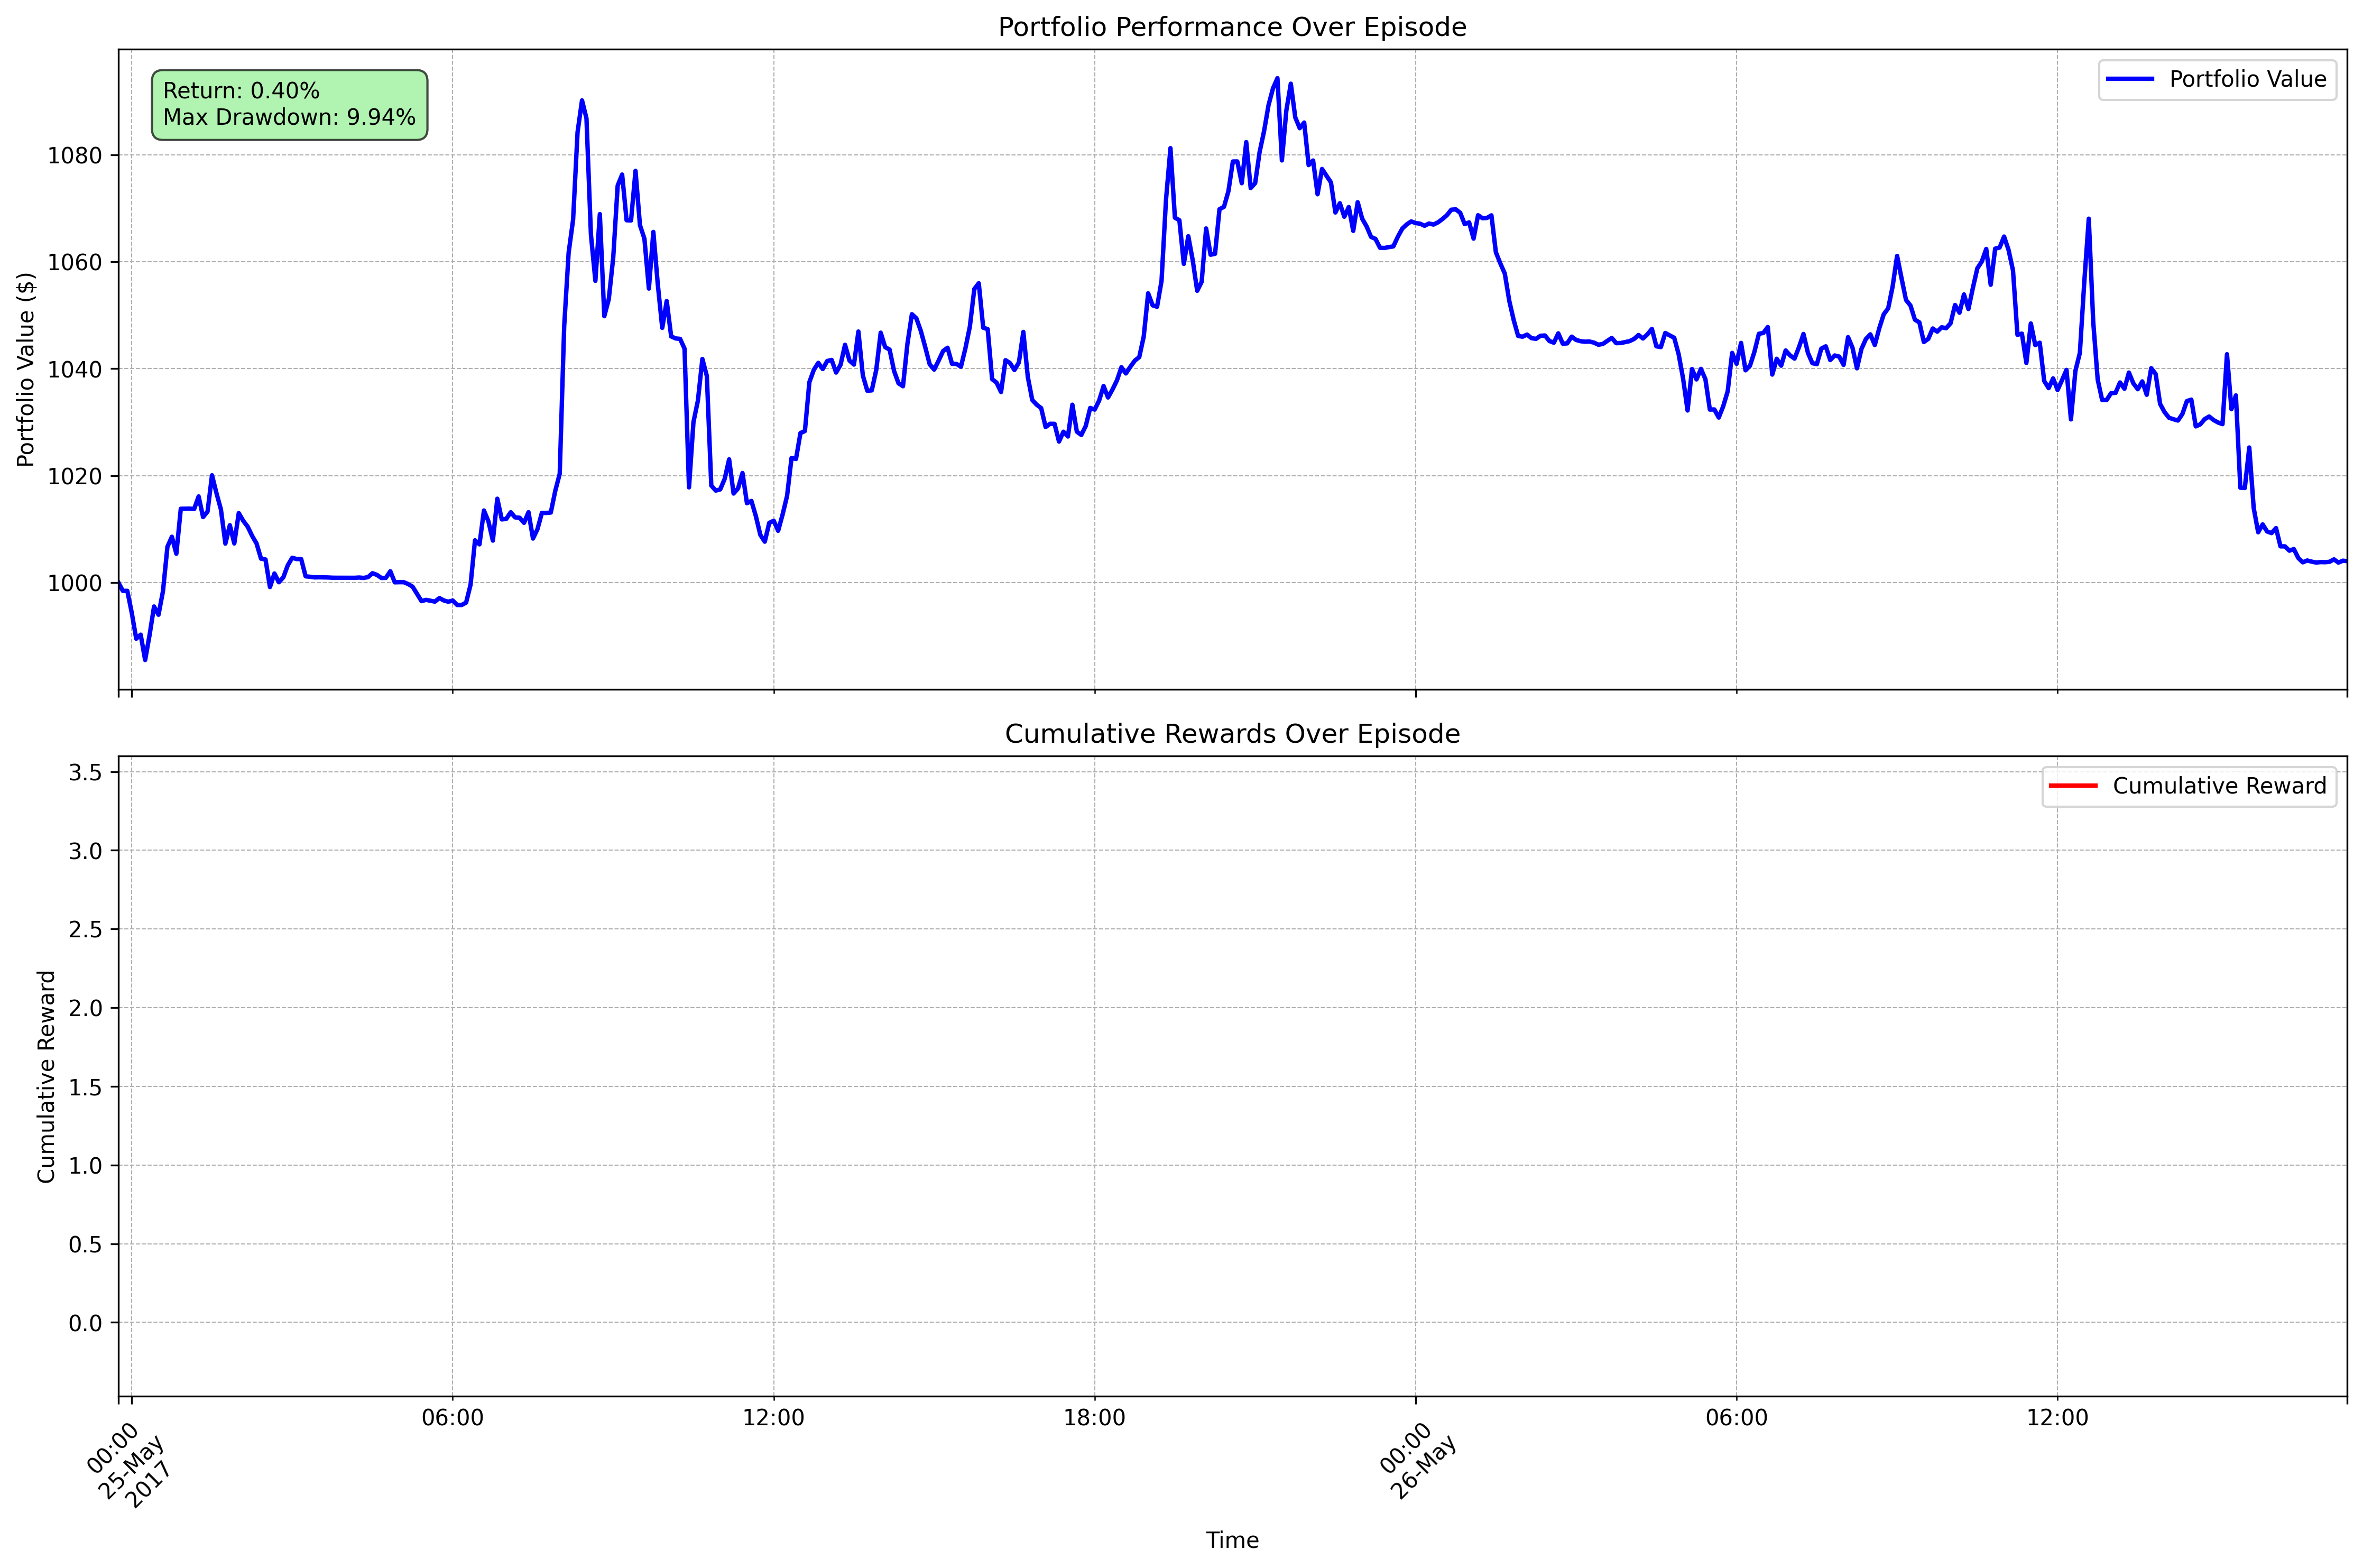 Portfolio Performance Over Episode
Return: 0.40%
Max Drawdown: 9.94%
Portfolio Value
Portfolio Value ($)
1080
1060
1040
1020
1000
Cumulative Rewards Over Episode
Cumulative Reward
Cumulative Reward
3.5
3.0
2.5
2.0
1.5
1.0
0.5
0.0
00:00
25-May
2017
06:00
12:00
18:00
00:00
26-May
06:00
12:00
Time